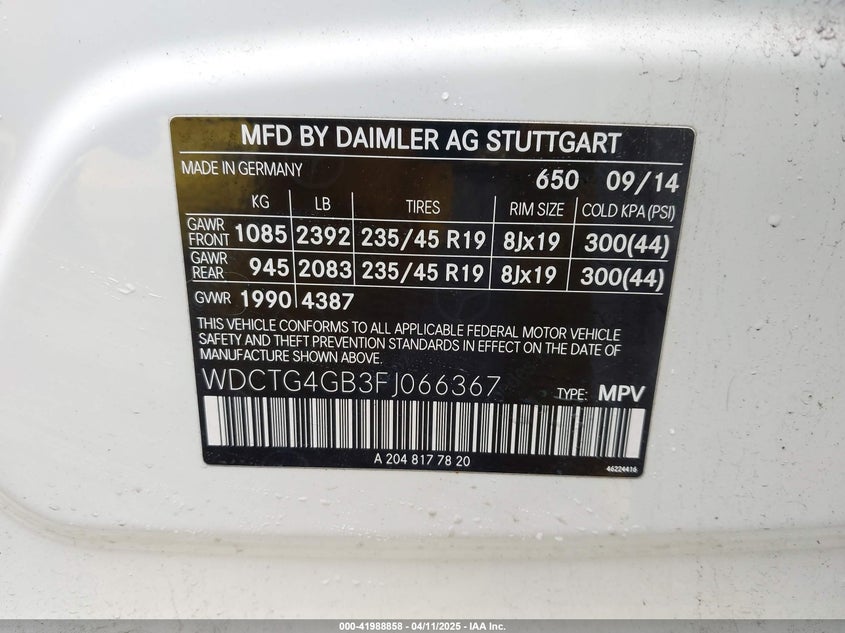 MFD BY DAIMLER AG STUTTGART
MADE IN GERMANY 650 09/14
KG LB TIRES RIM SIZE COLD KPA (PSI)
GAWR FRONT 1085 2392 235/45 R19 8Jx19 300(44)
GAWR REAR 945 2083 235/45 R19 8Jx19 300(44)
GVWR 1990 4387
THIS VEHICLE CONFORMS TO ALL APPLICABLE FEDERAL MOTOR VEHICLE
SAFETY AND THEFT PREVENTION STANDARDS IN EFFECT ON THE DATE OF
MANUFACTURE SHOWN ABOVE.
WDCTG4GB3FJ066367 TYPE: MPV
A 204 817 78 20 46224416
000-41988858 - 04/11/2025 - IAA Inc.